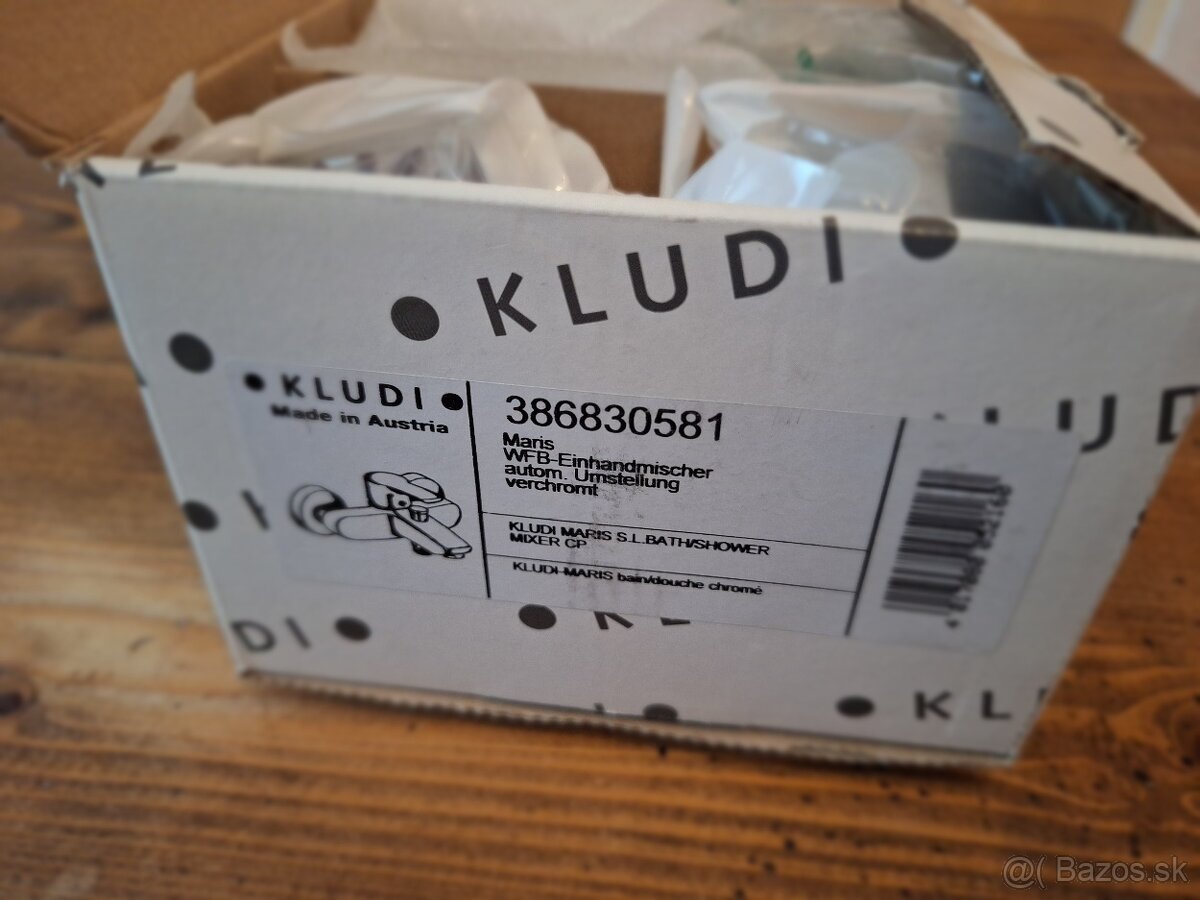 KLUDI
KLUDI
Made in Austria
386830581
Maris
WFB-Einhandmischer
autom. Umstellung
verchromt
KLUDI MARIS S.L.BATH/SHOWER
MIXER CP
KLUDI-MARIS bain/douche chromé
DI
KL
@( Bazos.sk